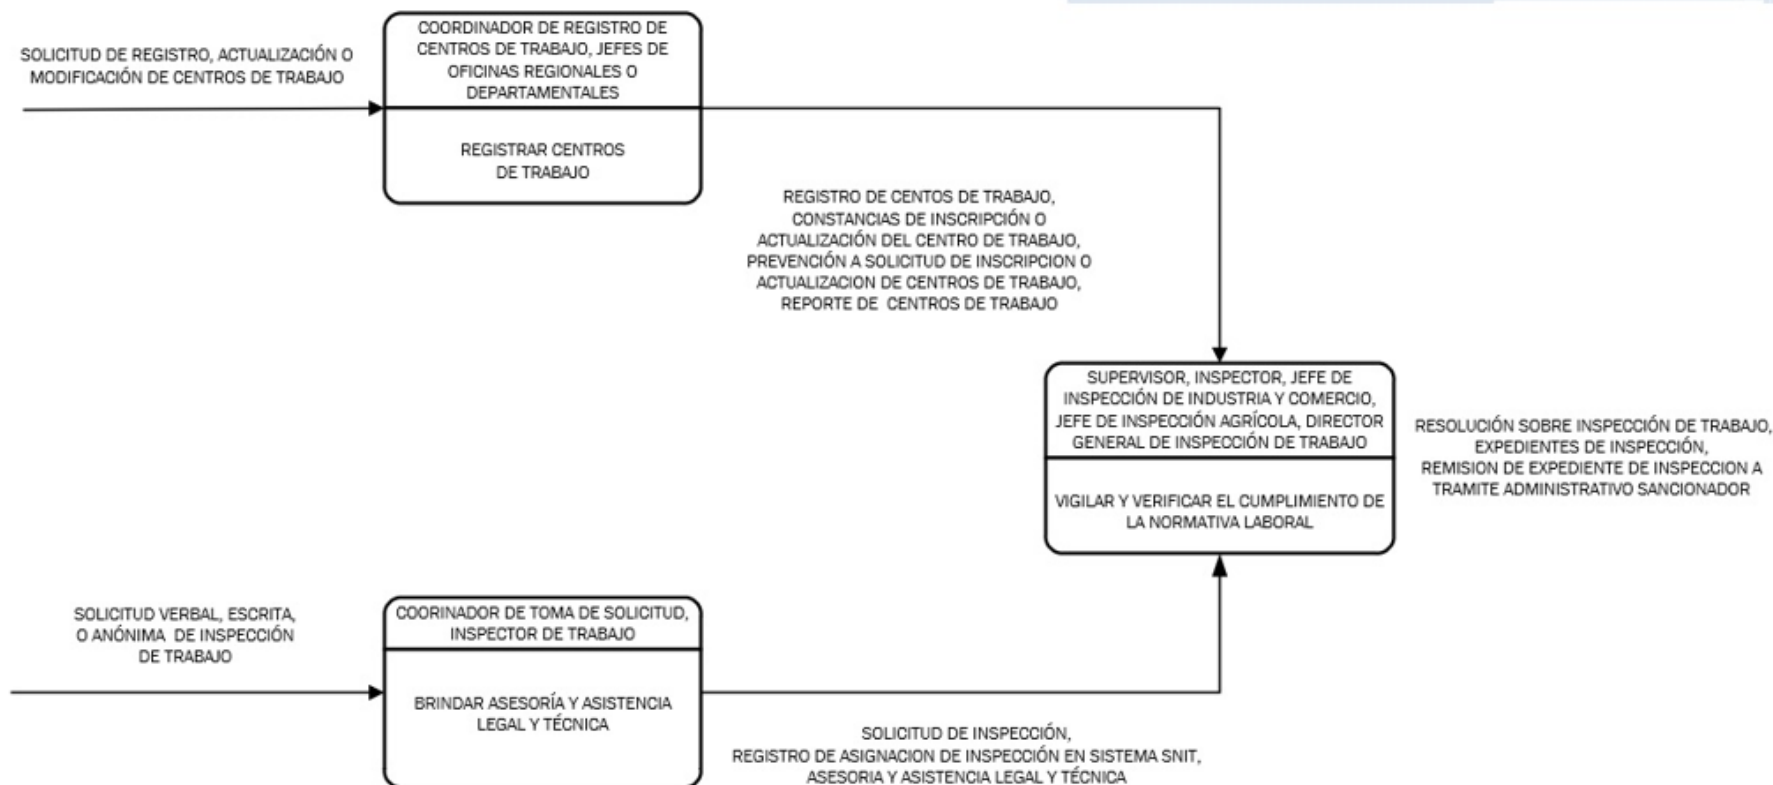 SOLICITUD DE REGISTRO, ACTUALIZACIÓN O
MODIFICACIÓN DE CENTROS DE TRABAJO
COORDINADOR DE REGISTRO DE
CENTROS DE TRABAJO, JEFES DE
OFICINAS REGIONALES O
DEPARTAMENTALES
REGISTRAR CENTROS
DE TRABAJO
REGISTRO DE CENTOS DE TRABAJO,
CONSTANCIAS DE INSCRIPCIÓN O
ACTUALIZACIÓN DEL CENTRO DE TRABAJO,
PREVENCIÓN A SOLICITUD DE INSCRIPCION O
ACTUALIZACION DE CENTROS DE TRABAJO,
REPORTE DE CENTROS DE TRABAJO
SUPERVISOR, INSPECTOR, JEFE DE
INSPECCIÓN DE INDUSTRIA Y COMERCIO,
JEFE DE INSPECCIÓN AGRÍCOLA, DIRECTOR
GENERAL DE INSPECCIÓN DE TRABAJO
VIGILAR Y VERIFICAR EL CUMPLIMIENTO DE
LA NORMATIVA LABORAL
RESOLUCIÓN SOBRE INSPECCIÓN DE TRABAJO,
EXPEDIENTES DE INSPECCIÓN,
REMISION DE EXPEDIENTE DE INSPECCION A
TRAMITE ADMINISTRATIVO SANCIONADOR
SOLICITUD VERBAL, ESCRITA,
O ANÓNIMA DE INSPECCIÓN
DE TRABAJO
COORINADOR DE TOMA DE SOLICITUD,
INSPECTOR DE TRABAJO
BRINDAR ASESORÍA Y ASISTENCIA
LEGAL Y TÉCNICA
SOLICITUD DE INSPECCIÓN,
REGISTRO DE ASIGNACION DE INSPECCIÓN EN SISTEMA SNIT,
ASESORIA Y ASISTENCIA LEGAL Y TÉCNICA